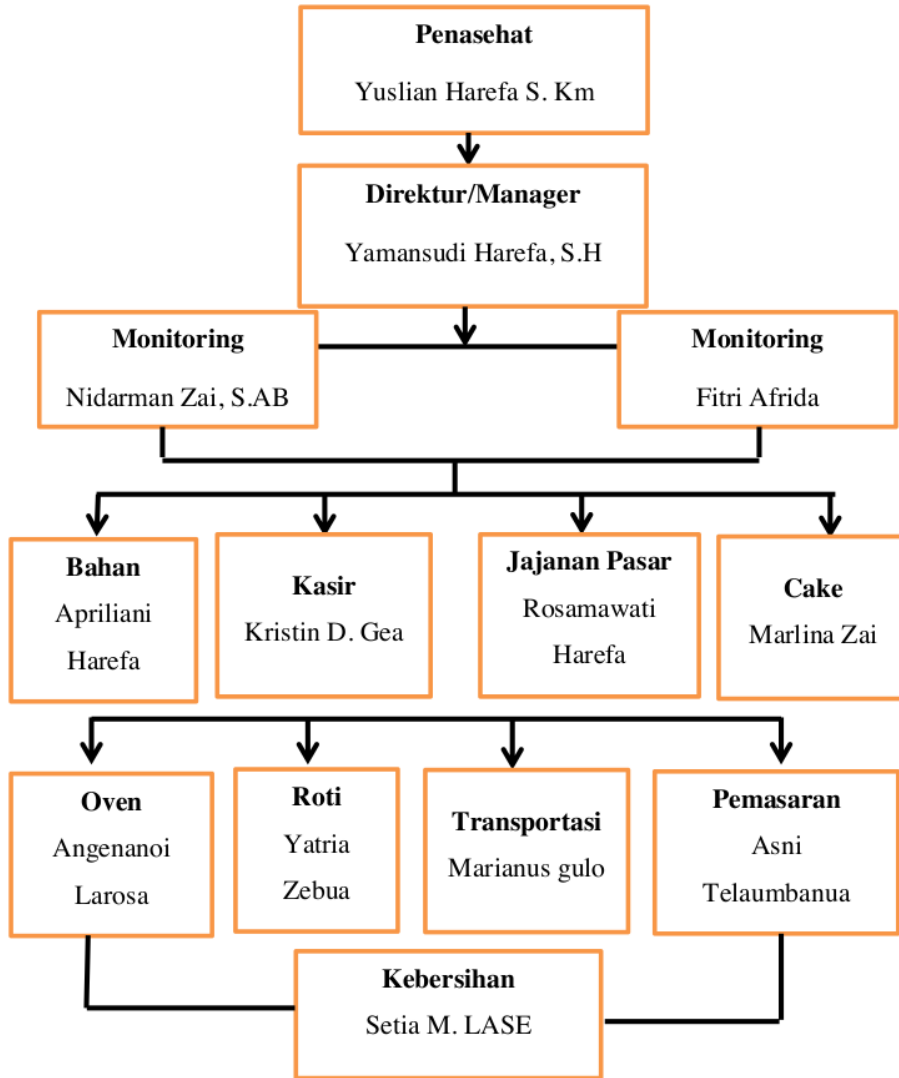 Penasehat
Yuslian Harefa S. Km
Direktur/Manager
Yamansudi Harefa, S.H
Monitoring
Nidarman Zai, S.AB
Monitoring
Fitri Afrida
Bahan
Apriliani
Harefa
Kasir
Kristin D. Gea
Jajanan Pasar
Rosamawati
Harefa
Cake
Marlina Zai
Oven
Angenanoi
Larosa
Roti
Yatria
Zebua
Transportasi
Marianus gulo
Pemasaran
Asni
Telaumbanua
Kebersihan
Setia M. LASE